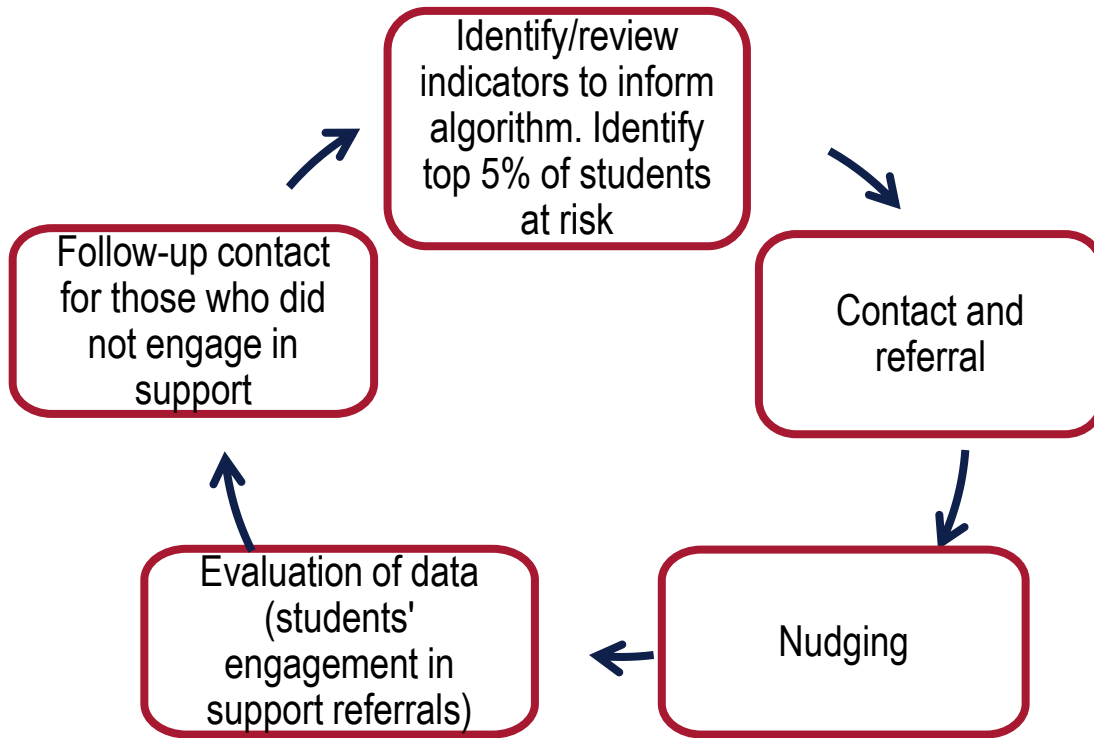 Identify/review
indicators to inform
algorithm. Identify
top 5% of students
at risk
Contact and
referral
Nudging
Evaluation of data
(students'
engagement in
support referrals)
Follow-up contact
for those who did
not engage in
support